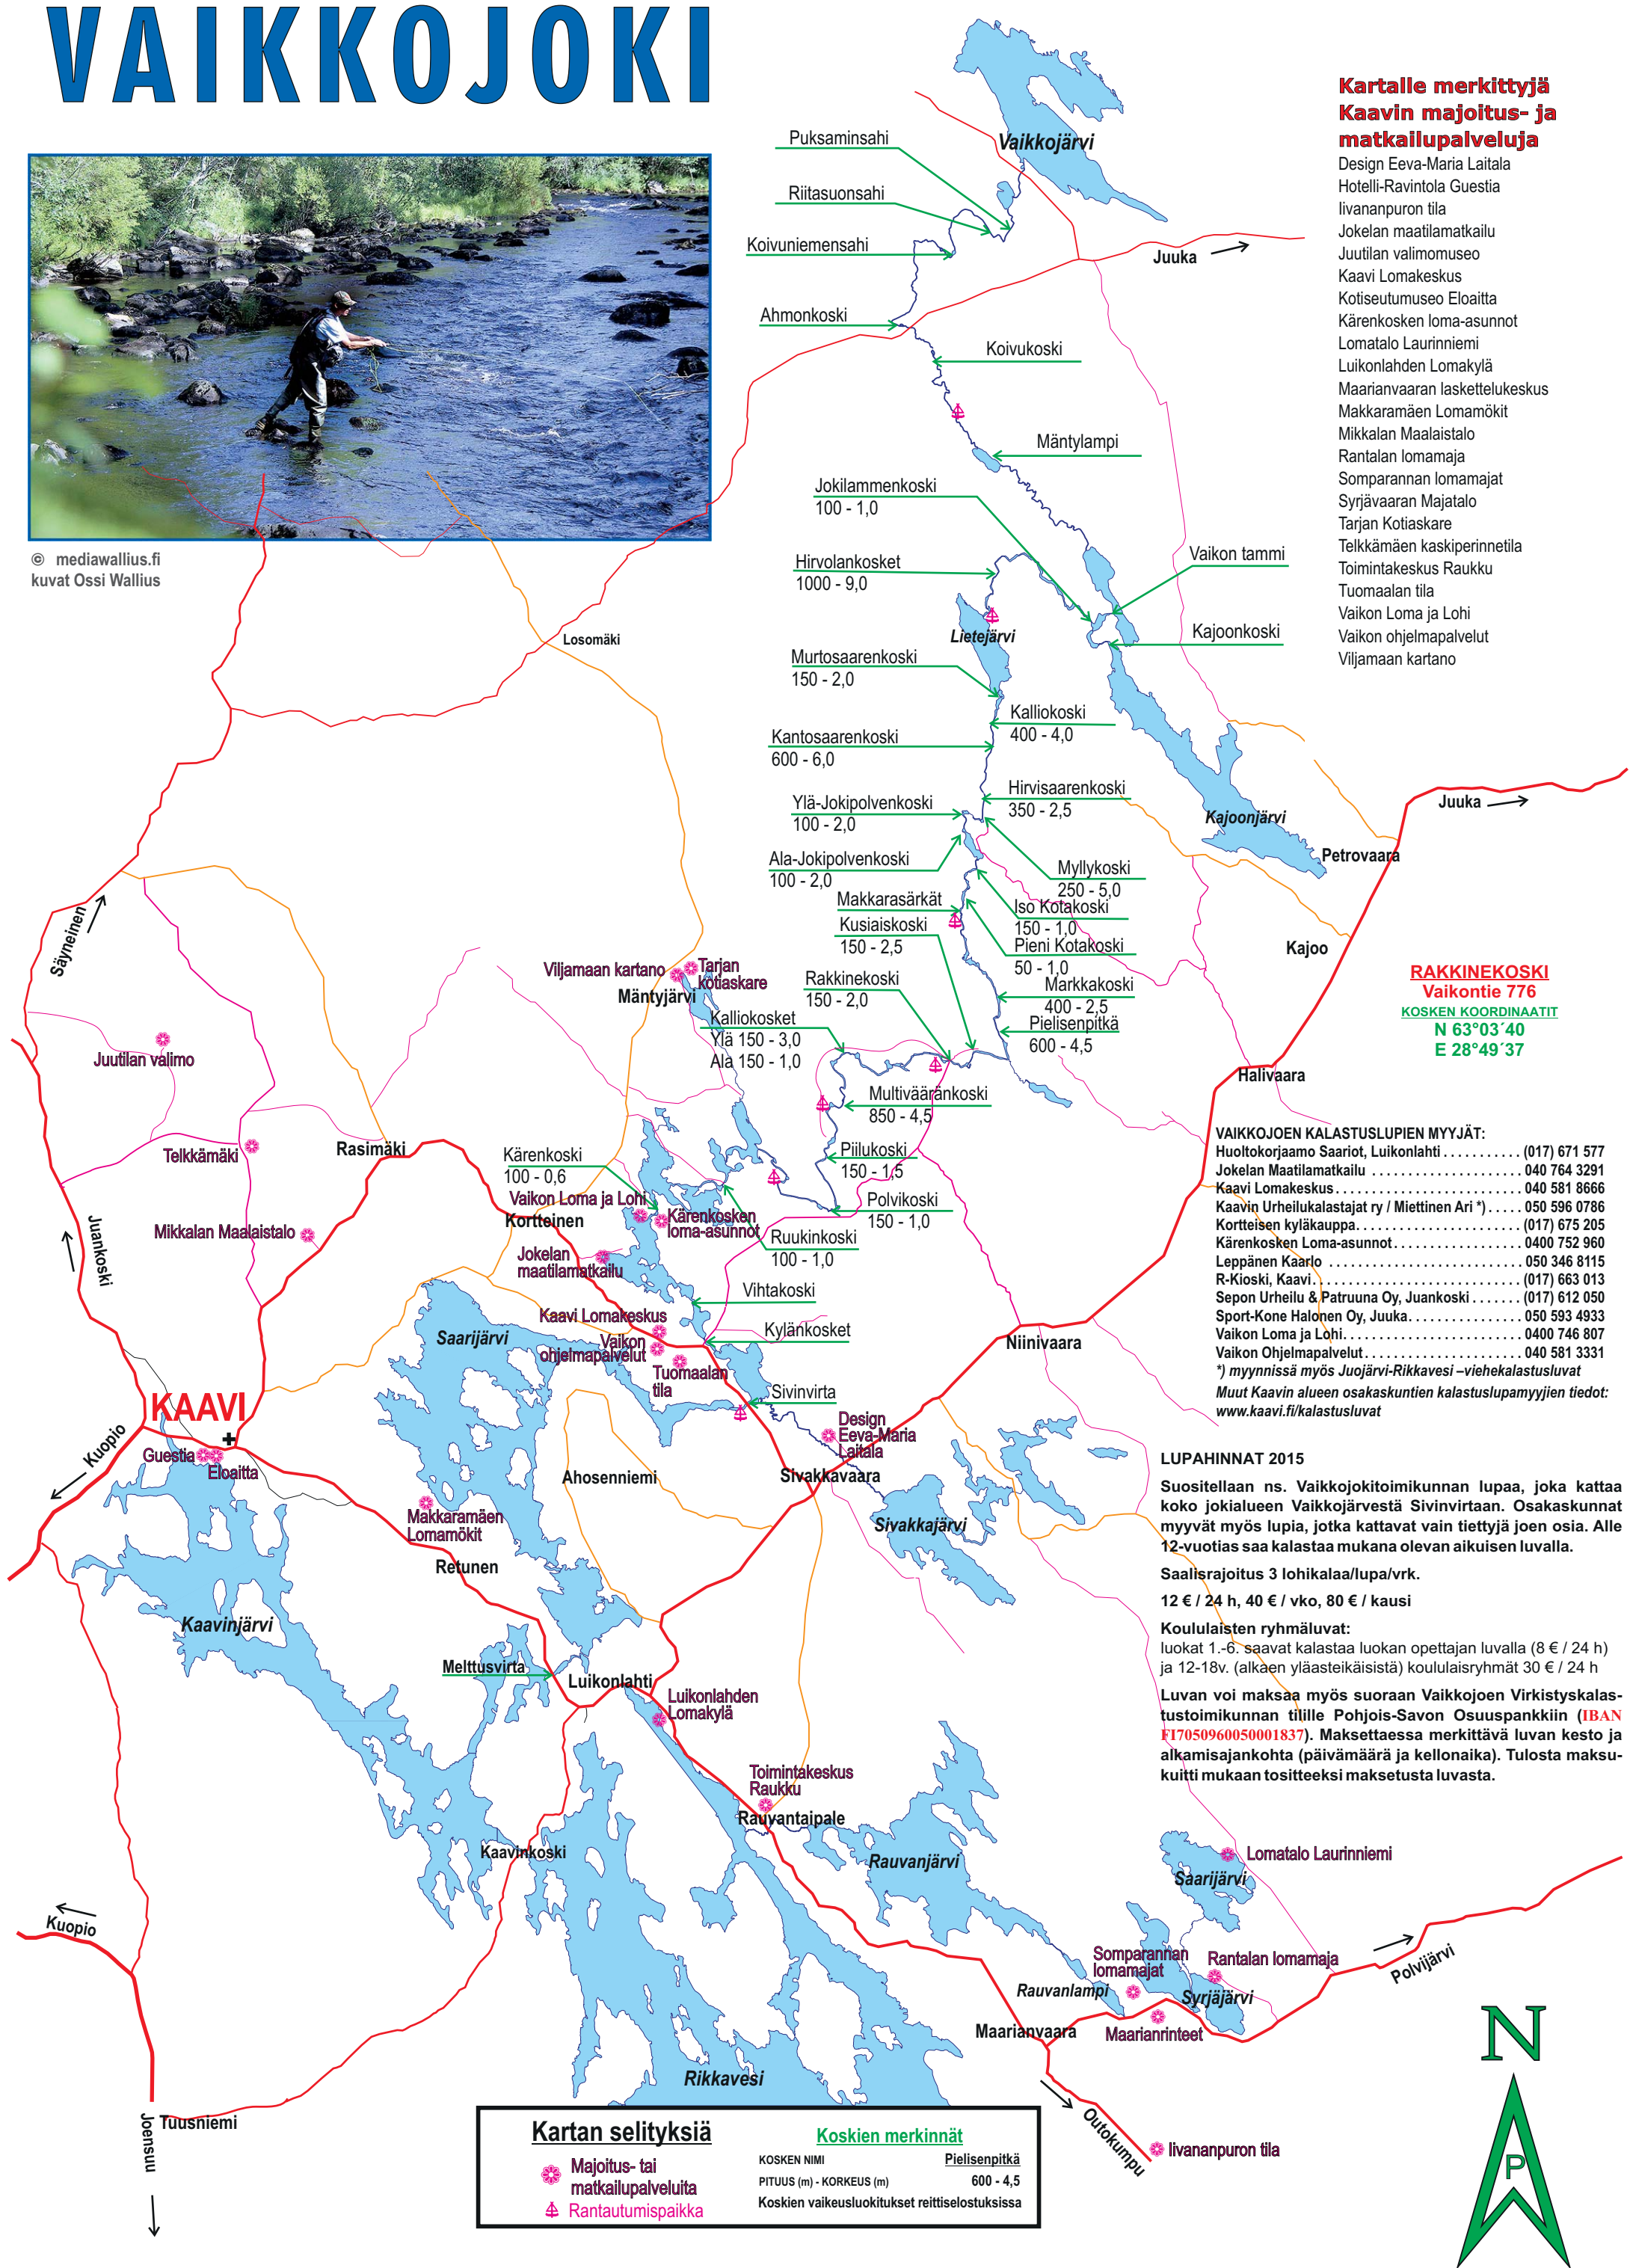 VAIKKOJOKI
© mediawallius.fi
kuvat Ossi Wallius
Kartalle merkittyjä
Kaavin majoitus- ja
matkailupalveluja
Design Eeva-Maria Laitala
Hotelli-Ravintola Guestia
Iivananpuron tila
Jokelan maatilamatkailu
Juutilan valimomuseo
Kaavi Lomakeskus
Kotiseutumuseo Eloaitta
Kärenkosken loma-asunnot
Lomatalo Laurinniemi
Luikonlahden Lomakylä
Maarianvaaran laskettelukeskus
Makkaramäen Lomamökit
Mikkalan Maalaistalo
Rantalan lomamaja
Somparannan lomamajat
Syrjävaaran Majatalo
Tarjan Kotiaskare
Telkkämäen kaskiperinnetila
Toimintakeskus Raukku
Tuomaalan tila
Vaikon Loma ja Lohi
Vaikon ohjelmapalvelut
Viljamaan kartano
Vaikkojärvi
Puksaminsahi
Riitasuonsahi
Koivuniemensahi
Juuka
Ahmonkoski
Koivukoski
Mäntylampi
Jokilammenkoski
100 - 1,0
Vaikon tammi
Hirvolankosket
1000 - 9,0
Kajoonkoski
Lietejärvi
Losomäki
Murtosaarenkoski
150 - 2,0
Kalliokoski
400 - 4,0
Kantosaarenkoski
600 - 6,0
Hirvisaarenkoski
350 - 2,5
Ylä-Jokipolvenkoski
100 - 2,0
Kajoonjärvi
Juuka
Petrovaara
Ala-Jokipolvenkoski
100 - 2,0
Myllykoski
250 - 5,0
Makkarasärkät
Iso Kotakoski
150 - 1,0
Kusiaiskoski
150 - 2,5
Pieni Kotakoski
50 - 1,0
Kajoo
Säyneinen
Viljamaan kartano
Tarjan
kotiaskare
Mäntyjärvi
Rakkinekoski
150 - 2,0
Markkakoski
400 - 2,5
Kalliokosket
Ylä 150 - 3,0
Ala 150 - 1,0
Pielisenpitkä
600 - 4,5
RAKKINEKOSKI
Vaikontie 776
KOSKEN KOORDINAATIT
N 63°03´40
E 28°49´37
Juutilan valimo
Halivaara
Multivääränkoski
850 - 4,5
Telkkämäki
Rasimäki
Kärenkoski
100 - 0,6
Piilukoski
150 - 1,5
Vaikon Loma ja Lohi
Kortteinen
Kärenkosken
loma-asunnot
Polvikoski
150 - 1,0
Juankoski
Mikkalan Maalaistalo
Jokelan
maatilamatkailu
Ruukinkoski
100 - 1,0
Vihtakoski
Kaavi Lomakeskus
Kylänkosket
Saarijärvi
Vaikon
ohjelmapalvelut
Niinivaara
Tuomaalan
tila
Sivinvirta
VAIKKOJOEN KALASTUSLUPIEN MYYJÄT:
Huoltokorjaamo Saariot, Luikonlahti . . . . . . . . . . . (017) 671 577
Jokelan Maatilamatkailu . . . . . . . . . . . . . . . . . . . . . 040 764 3291
Kaavi Lomakeskus . . . . . . . . . . . . . . . . . . . . . . . . . . 040 581 8666
Kaavin Urheilukalastajat ry / Miettinen Ari *) . . . . . 050 596 0786
Kortteisen kyläkauppa. . . . . . . . . . . . . . . . . . . . . . . (017) 675 205
Kärenkosken Loma-asunnot . . . . . . . . . . . . . . . . . . 0400 752 960
Leppänen Kaarlo . . . . . . . . . . . . . . . . . . . . . . . . . . . 050 346 8115
R-Kioski, Kaavi. . . . . . . . . . . . . . . . . . . . . . . . . . . . . (017) 663 013
Sepon Urheilu & Patruuna Oy, Juankoski . . . . . . . (017) 612 050
Sport-Kone Halonen Oy, Juuka. . . . . . . . . . . . . . . . 050 593 4933
Vaikon Loma ja Lohi. . . . . . . . . . . . . . . . . . . . . . . . . 0400 746 807
Vaikon Ohjelmapalvelut . . . . . . . . . . . . . . . . . . . . . . 040 581 3331
*) myynnissä myös Juojärvi-Rikkavesi –viehekalastusluvat
Muut Kaavin alueen osakaskuntien kalastuslupamyyjien tiedot:
www.kaavi.fi/kalastusluvat
KAAVI
Kuopio
Guestia
Eloaitta
Design
Eeva-Maria
Laitala
Ahosenniemi
Sivakkavaara
Makkaramäen
Lomamökit
Sivakkajärvi
Retunen
Kaavinjärvi
LUPAHINNAT 2015
Suositellaan ns. Vaikkojokitoimikunnan lupaa, joka kattaa
koko jokialueen Vaikkojärvestä Sivinvirtaan. Osakaskunnat
myyvät myös lupia, jotka kattavat vain tiettyjä joen osia. Alle
12-vuotias saa kalastaa mukana olevan aikuisen luvalla.
Saalisrajoitus 3 lohikalaa/lupa/vrk.
12 € / 24 h, 40 € / vko, 80 € / kausi
Koululaisten ryhmäluvat:
luokat 1.-6. saavat kalastaa luokan opettajan luvalla (8 € / 24 h)
ja 12-18v. (alkaen yläasteikäisistä) koululaisryhmät 30 € / 24 h
Luvan voi maksaa myös suoraan Vaikkojoen Virkistyskalas-
tustoimikunnan tilille Pohjois-Savon Osuuspankkiin (IBAN
FI7050960050001837). Maksettaessa merkittävä luvan kesto ja
alkamisajankohta (päivämäärä ja kellonaika). Tulosta maksu-
kuitti mukaan tositteeksi maksetusta luvasta.
Melttusvirta
Luikonlahti
Luikonlahden
Lomakylä
Toimintakeskus
Raukku
Rauvantaipale
Kaavinkoski
Rauvanjärvi
Lomatalo Laurinniemi
Saarijärvi
Kuopio
Somparannan
lomamajat
Rantalan lomamaja
Polvijärvi
Rauvanlampi
Syrjäjärvi
Maarianvaara
Maarianrinteet
Rikkavesi
Joensuu
Tuusniemi
Outokumpu
Iivananpuron tila
Kartan selityksiä
Majoitus- tai
matkailupalveluita
Rantautumispaikka
Koskien merkinnät
KOSKEN NIMI Pielisenpitkä
PITUUS (m) - KORKEUS (m) 600 - 4,5
Koskien vaikeusluokitukset reittiselostuksissa
N
P